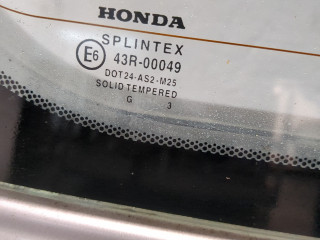 HONDA
SPLINTEX
E6 43R-00049
DOT24-AS2-M25
SOLID TEMPERED
G 3